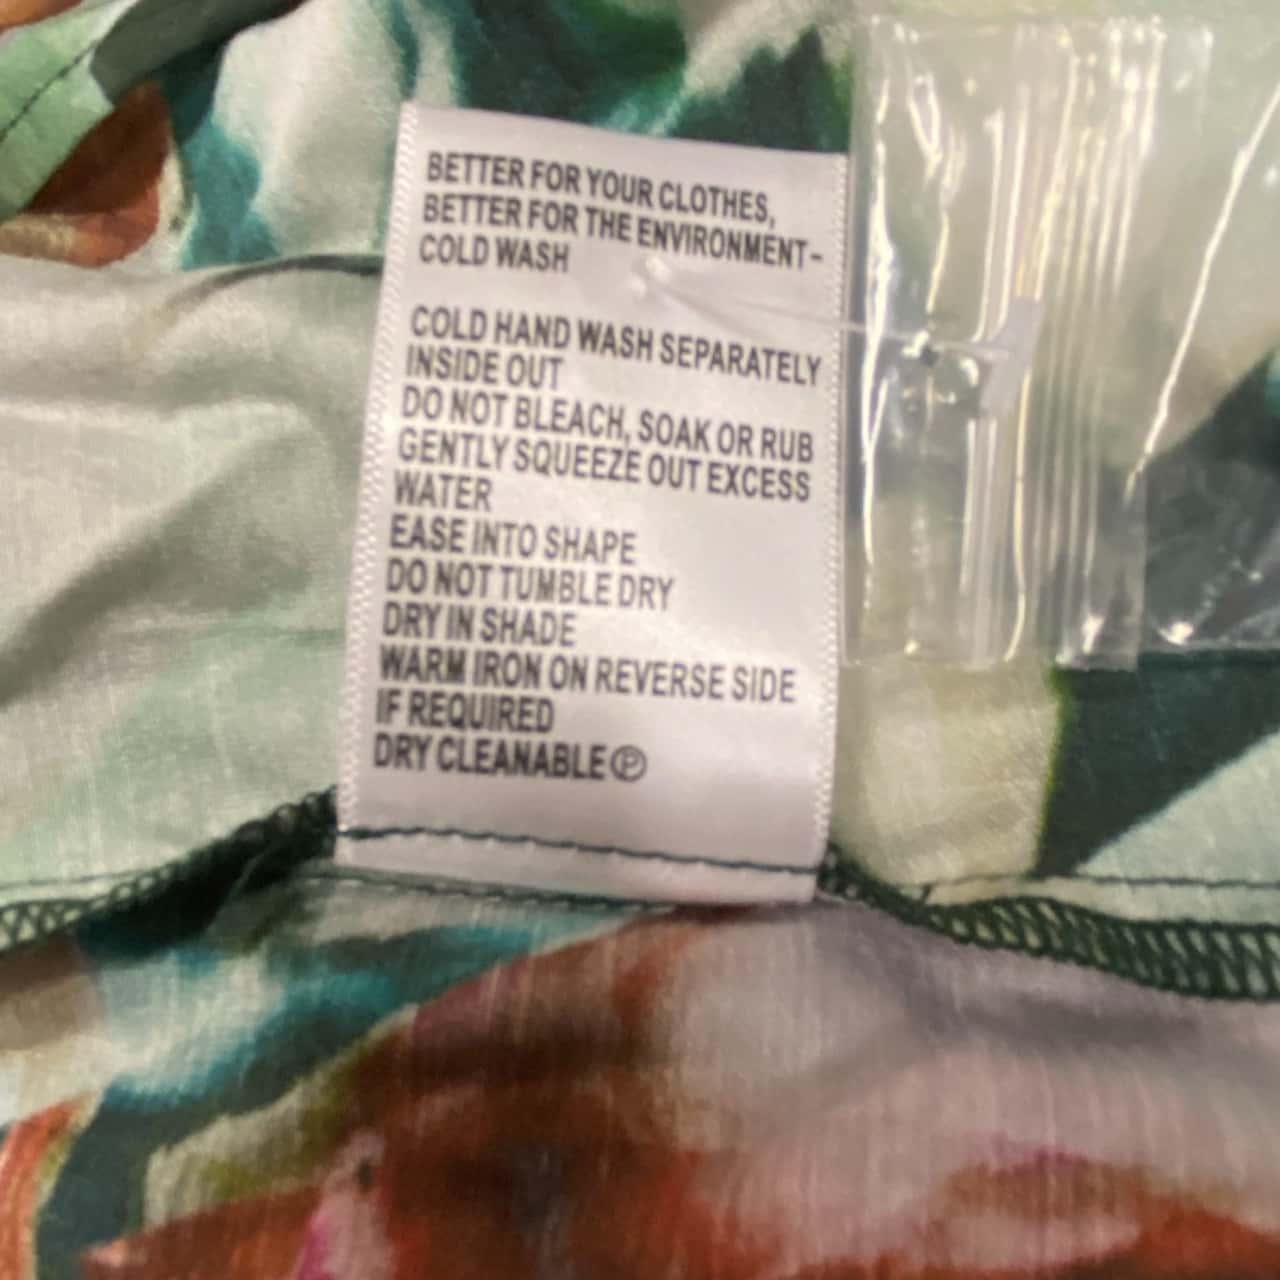 BETTER FOR YOUR CLOTHES,
BETTER FOR THE ENVIRONMENT-
COLD WASH
COLD HAND WASH SEPARATELY
INSIDE OUT
DO NOT BLEACH, SOAK OR RUB
GENTLY SQUEEZE OUT EXCESS
WATER
EASE INTO SHAPE
DO NOT TUMBLE DRY
DRY IN SHADE
WARM IRON ON REVERSE SIDE
IF REQUIRED
DRY CLEANABLE Ⓟ